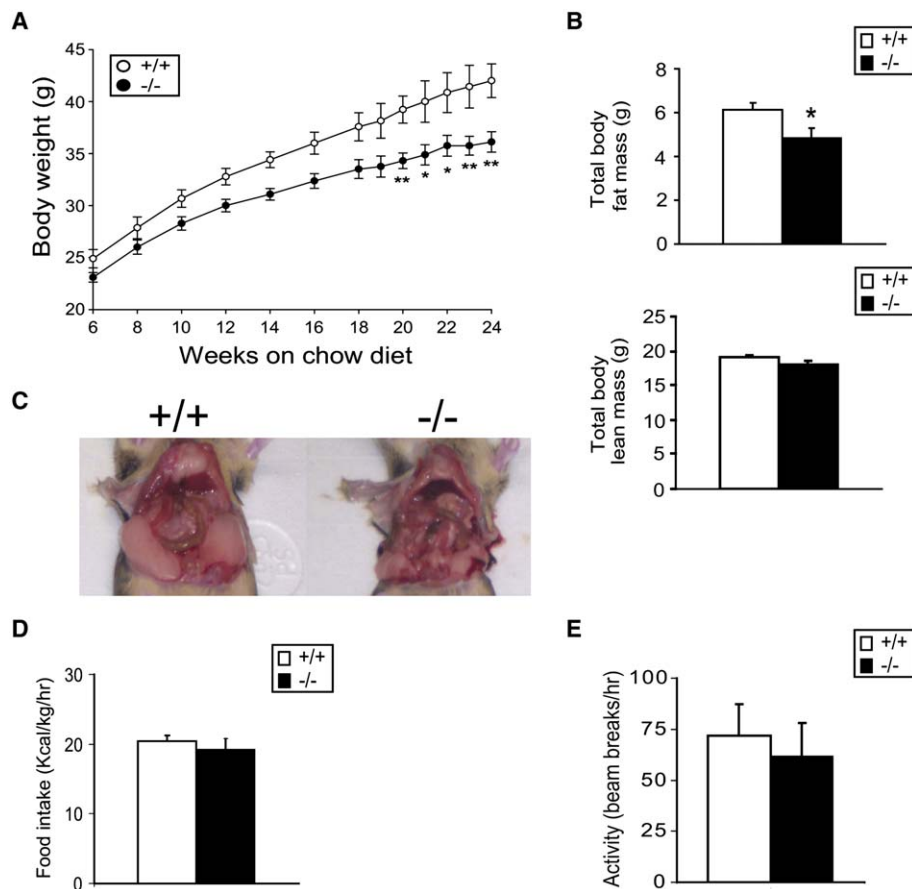 A
Body weight (g)
+/+
-/-
45
40
35
30
25
20
** * * ** **
6 8 10 12 14 16 18 20 22 24
Weeks on chow diet
B
+/+
-/-
Total body
fat mass (g)
8
6
4
2
0
*
+/+
-/-
Total body
lean mass (g)
25
20
15
10
5
0
C
+/+ -/-
D
+/+
-/-
Food intake (Kcal/kg/hr)
30
20
10
0
E
+/+
-/-
Activity (beam breaks/hr)
100
75
50
25
0